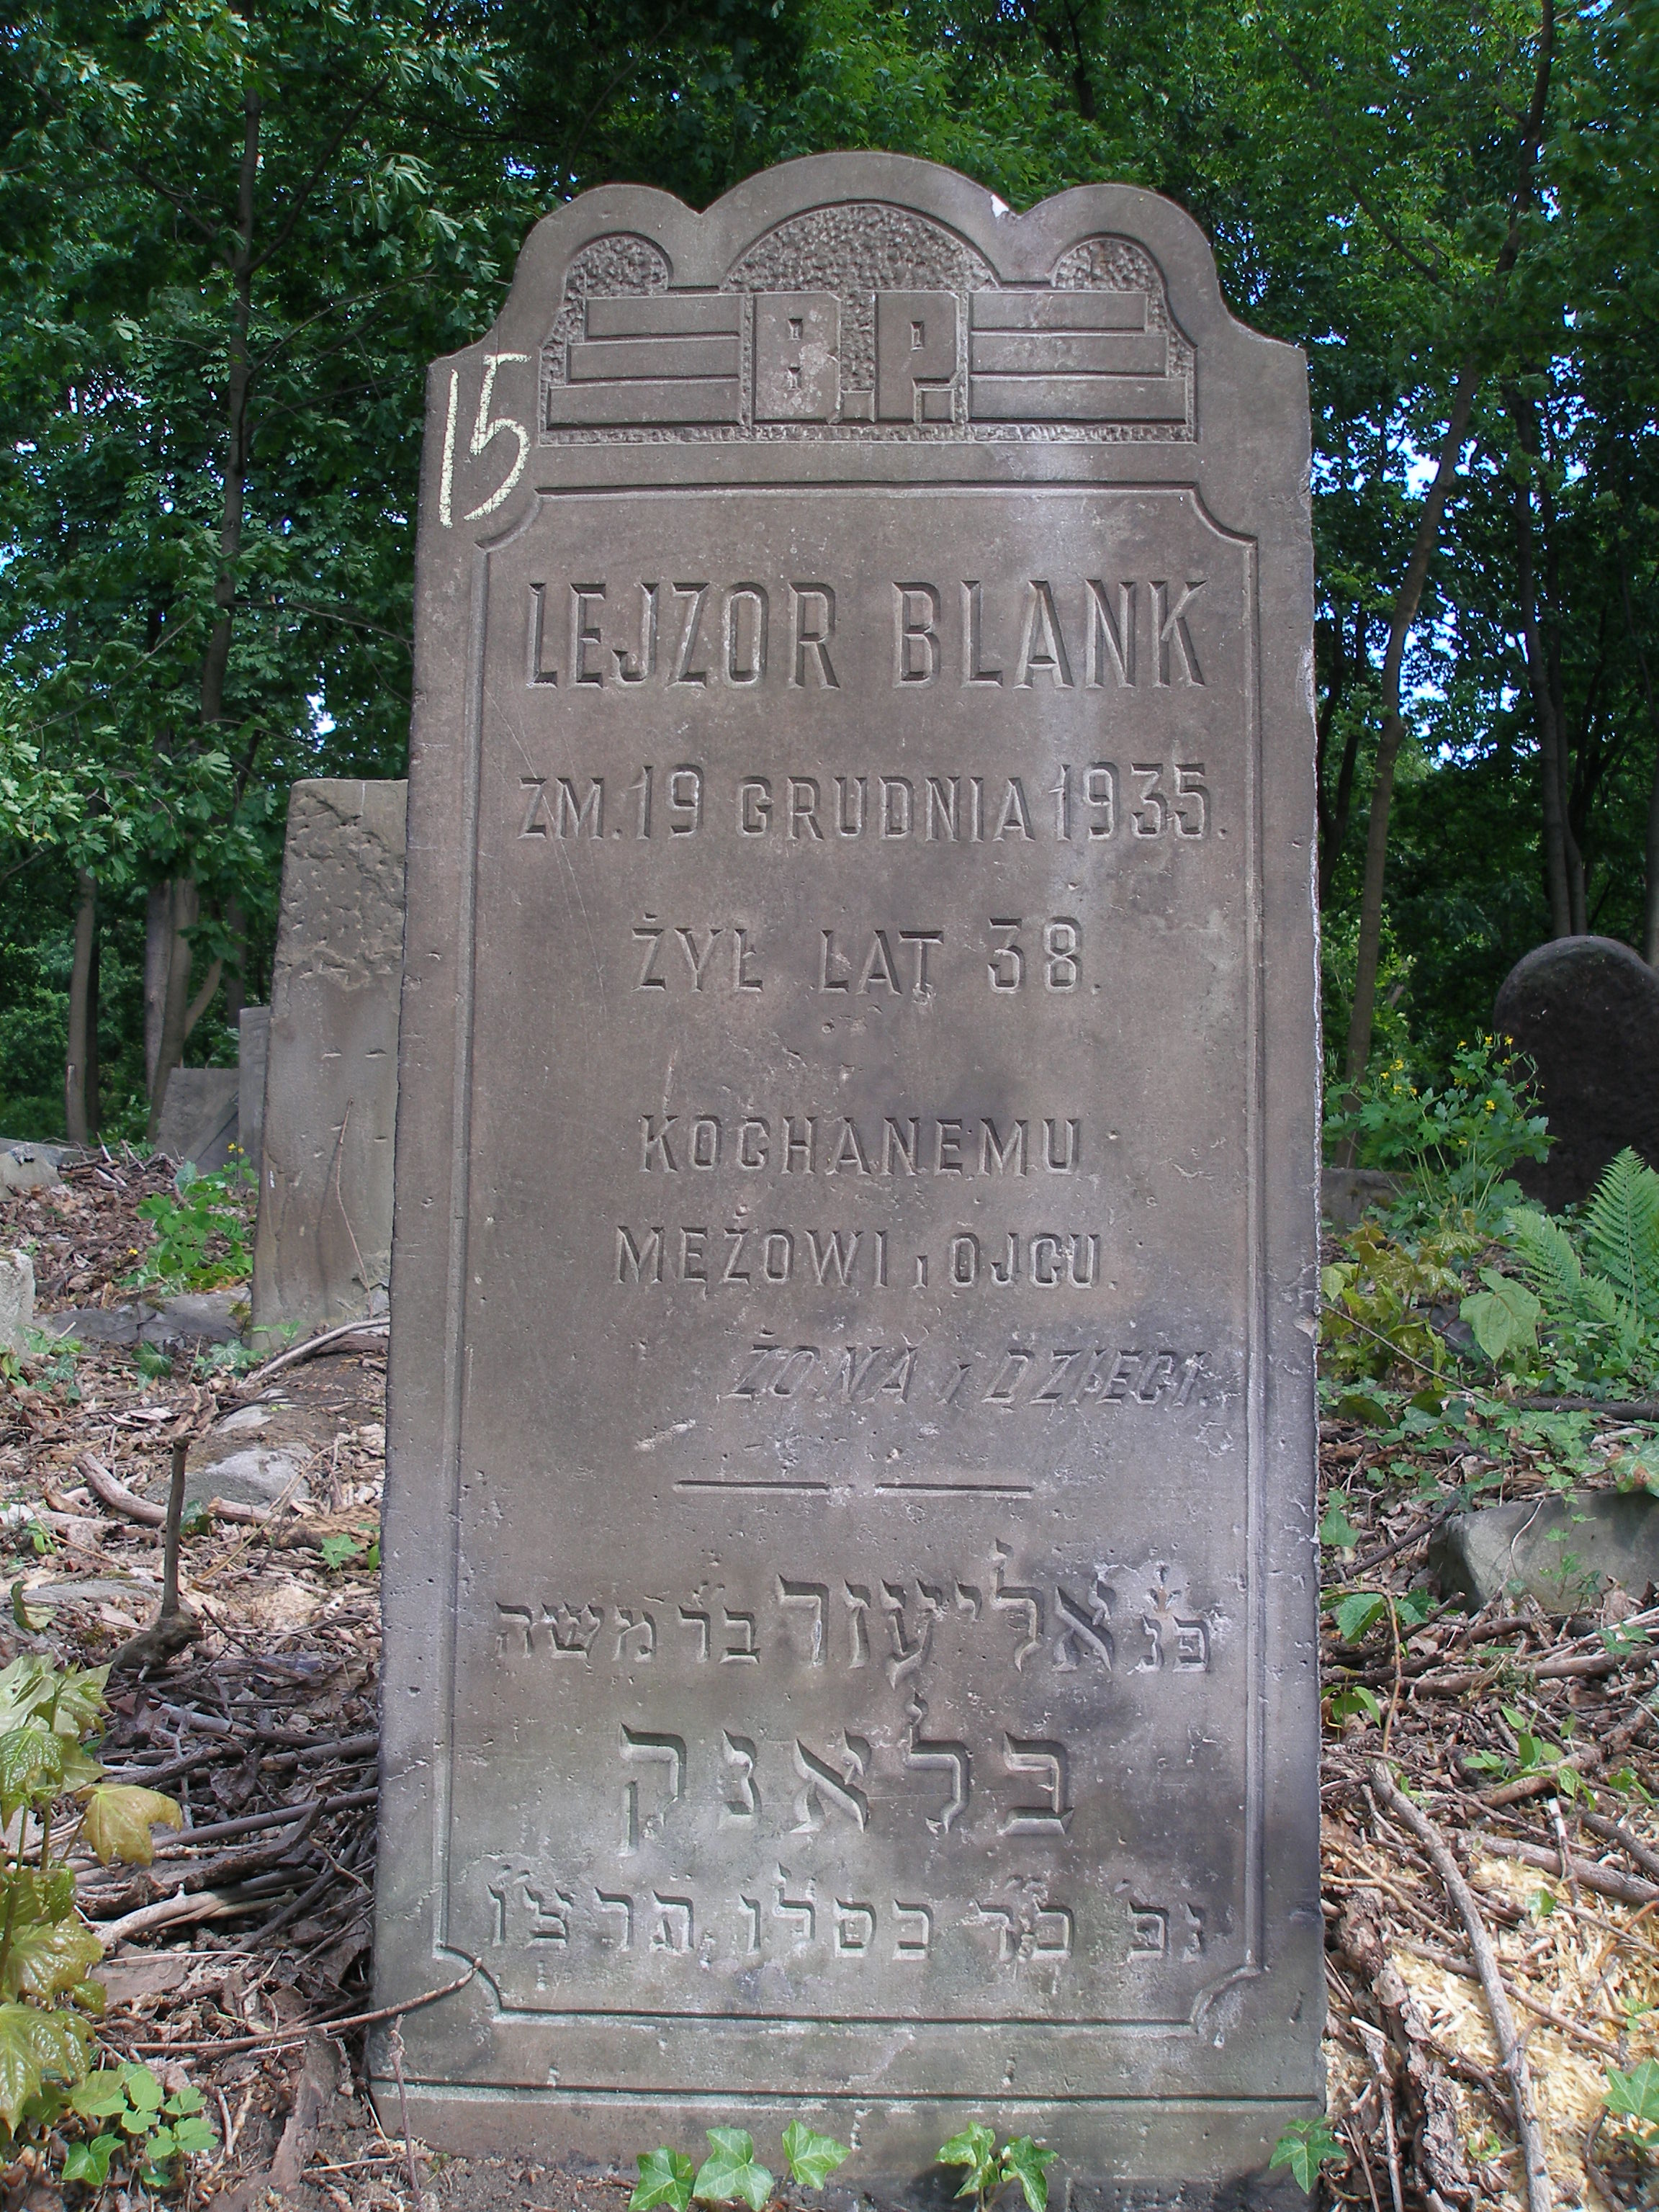 B.P.
15
LEJZOR BLANK
ZM. 19 GRUDNIA 1935.
ŻYŁ LAT 38.
KOCHANEMU
MĘŻOWI i OJCU.
ŻONA i DZIECI.
פנ אליעזר ב״ר משה
בלאנק
נפ׳ כ״ד כסלו תרצ״ו